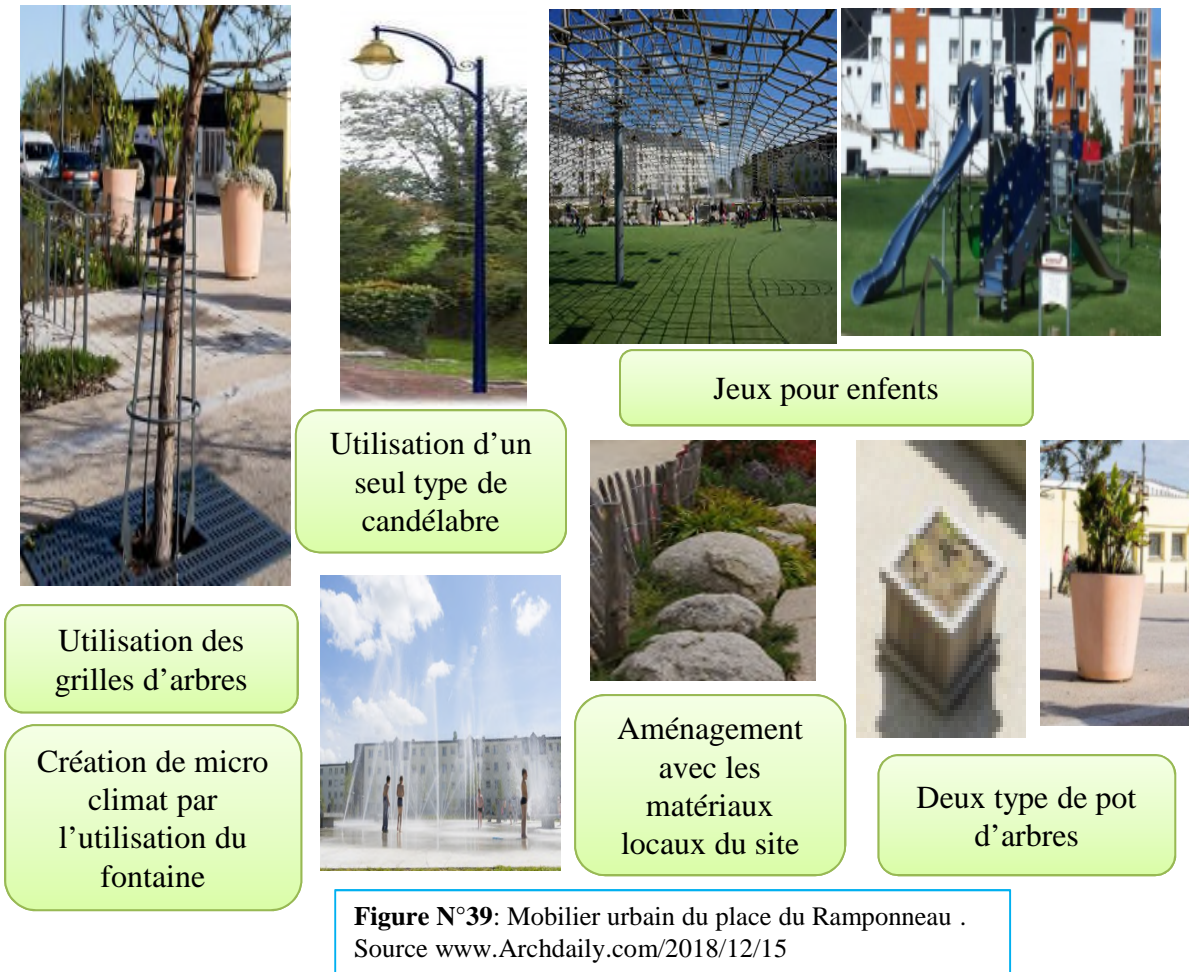 Jeux pour enfents
Utilisation d’un
seul type de
candélabre
Utilisation des
grilles d’arbres
Création de micro
climat par
l’utilisation du
fontaine
Aménagement
avec les
matériaux
locaux du site
Deux type de pot
d’arbres
Figure N°39: Mobilier urbain du place du Ramponneau .
Source www.Archdaily.com/2018/12/15